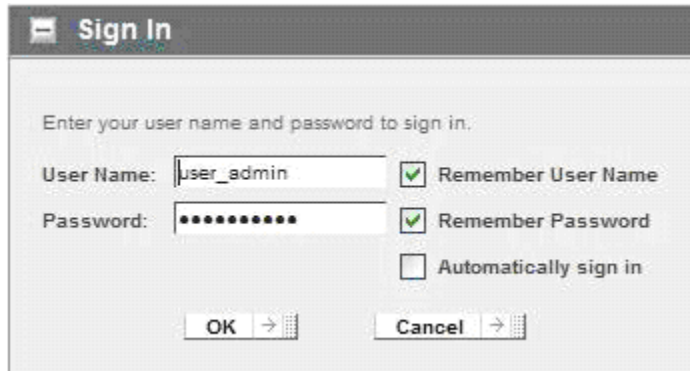 Sign In
Enter your user name and password to sign in.
User Name: user_admin Remember User Name
Password: •••••••••• Remember Password
Automatically sign in
OK Cancel